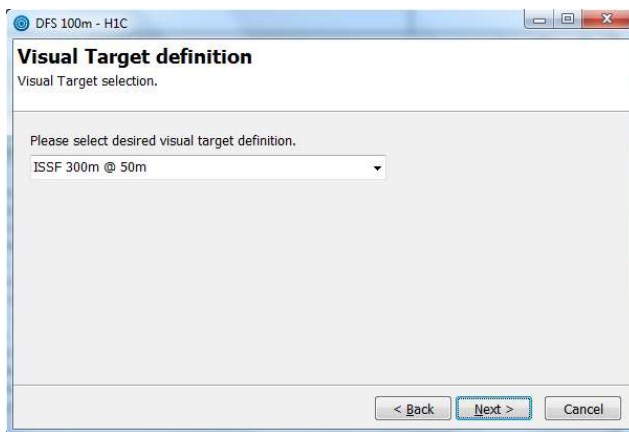 DFS 100m - H1C
Visual Target definition
Visual Target selection.
Please select desired visual target definition.
ISSF 300m @ 50m
< Back
Next >
Cancel